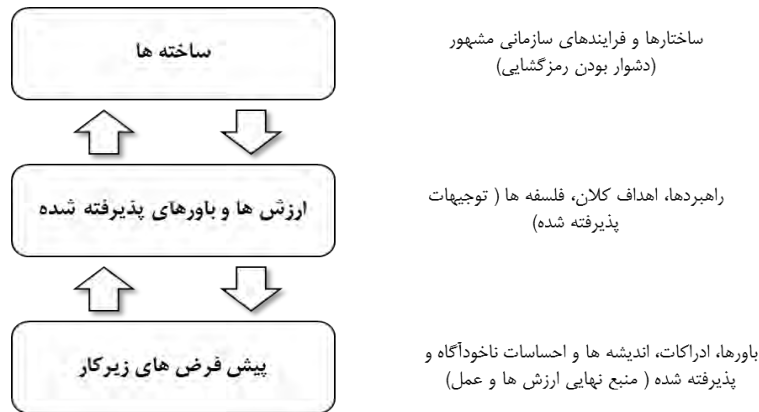 ساخته ها
ساختارها و فرایندهای سازمانی مشهور
(دشوار بودن رمزگشایی)
ارزش ها و باورهای پذیرفته شده
راهبردها، اهداف کلان، فلسفه ها ( توجیهات
پذیرفته شده)
پیش فرض های زیرکار
باورها، ادراکات، اندیشه ها و احساسات ناخودآگاه و
پذیرفته شده ( منبع نهایی ارزش ها و عمل)